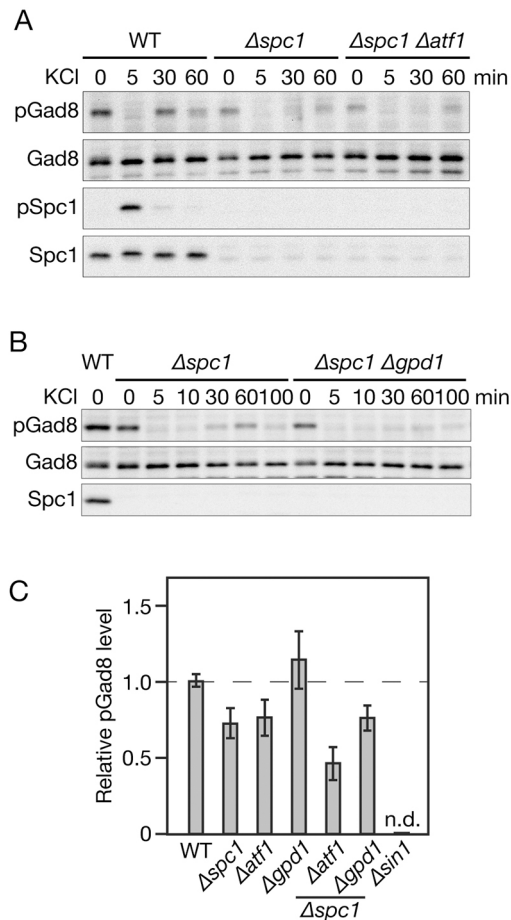 A
WT Δspc1 Δspc1 Δatf1
KCl 0 5 30 60 0 5 30 60 0 5 30 60 min
pGad8
Gad8
pSpc1
Spc1
B
WT Δspc1 Δspc1 Δgpd1
KCl 0 0 5 10 30 60 100 0 5 10 30 60 100 min
pGad8
Gad8
Spc1
C
Relative pGad8 level
1.5
1.0
0.5
0
n.d.
WT Δspc1 Δatf1 Δgpd1 Δatf1 Δgpd1 Δsin1
Δspc1